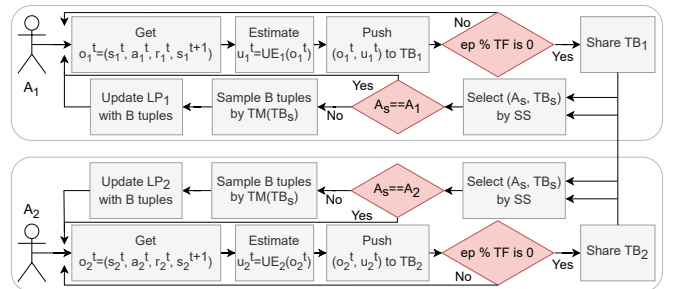 Get
o₁ᵗ=(s₁ᵗ, a₁ᵗ, r₁ᵗ, s₁ᵗ⁺¹)
Estimate
u₁ᵗ=UE₁(o₁ᵗ)
Push
(o₁ᵗ, u₁ᵗ) to TB₁
No
ep % TF is 0
Yes
Share TB₁
A₁
Update LP₁
with B tuples
Sample B tuples
by TM(TBₛ)
No
Yes
Aₛ==A₁
Select (Aₛ, TBₛ)
by SS
Update LP₂
with B tuples
Sample B tuples
by TM(TBₛ)
No
Aₛ==A₂
Yes
Select (Aₛ, TBₛ)
by SS
A₂
Get
o₂ᵗ=(s₂ᵗ, a₂ᵗ, r₂ᵗ, s₂ᵗ⁺¹)
Estimate
u₂ᵗ=UE₂(o₂ᵗ)
Push
(o₂ᵗ, u₂ᵗ) to TB₂
ep % TF is 0
No
Yes
Share TB₂